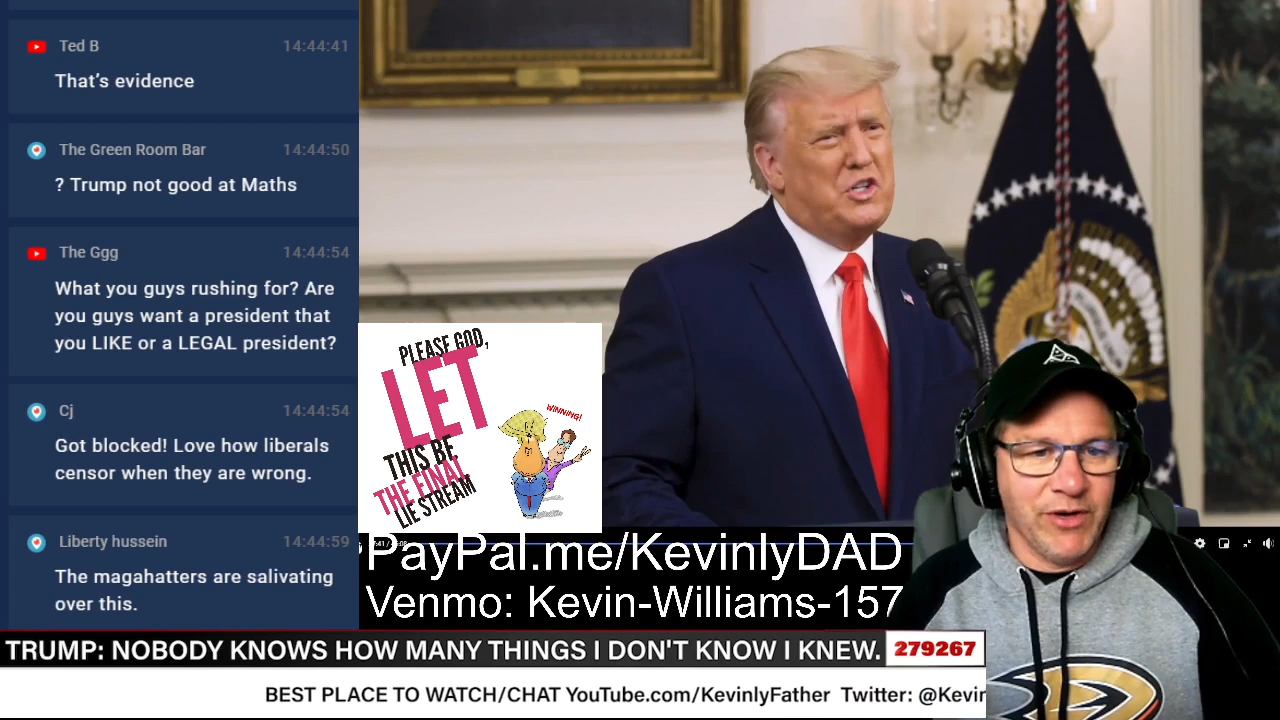 Ted B 14:44:41
That's evidence
The Green Room Bar 14:44:50
? Trump not good at Maths
The Ggg 14:44:54
What you guys rushing for? Are
you guys want a president that
you LIKE or a LEGAL president?
Cj 14:44:54
Got blocked! Love how liberals
censor when they are wrong.
Liberty hussein 14:44:59
The magahatters are salivating
over this.
PLEASE GOD,
LET
THIS BE
THE FINAL
LIE STREAM
WINNING!
PayPal.me/KevinlyDAD
Venmo: Kevin-Williams-157
TRUMP: NOBODY KNOWS HOW MANY THINGS I DON'T KNOW I KNEW. 279267
BEST PLACE TO WATCH/CHAT YouTube.com/KevinlyFather Twitter: @Kevin